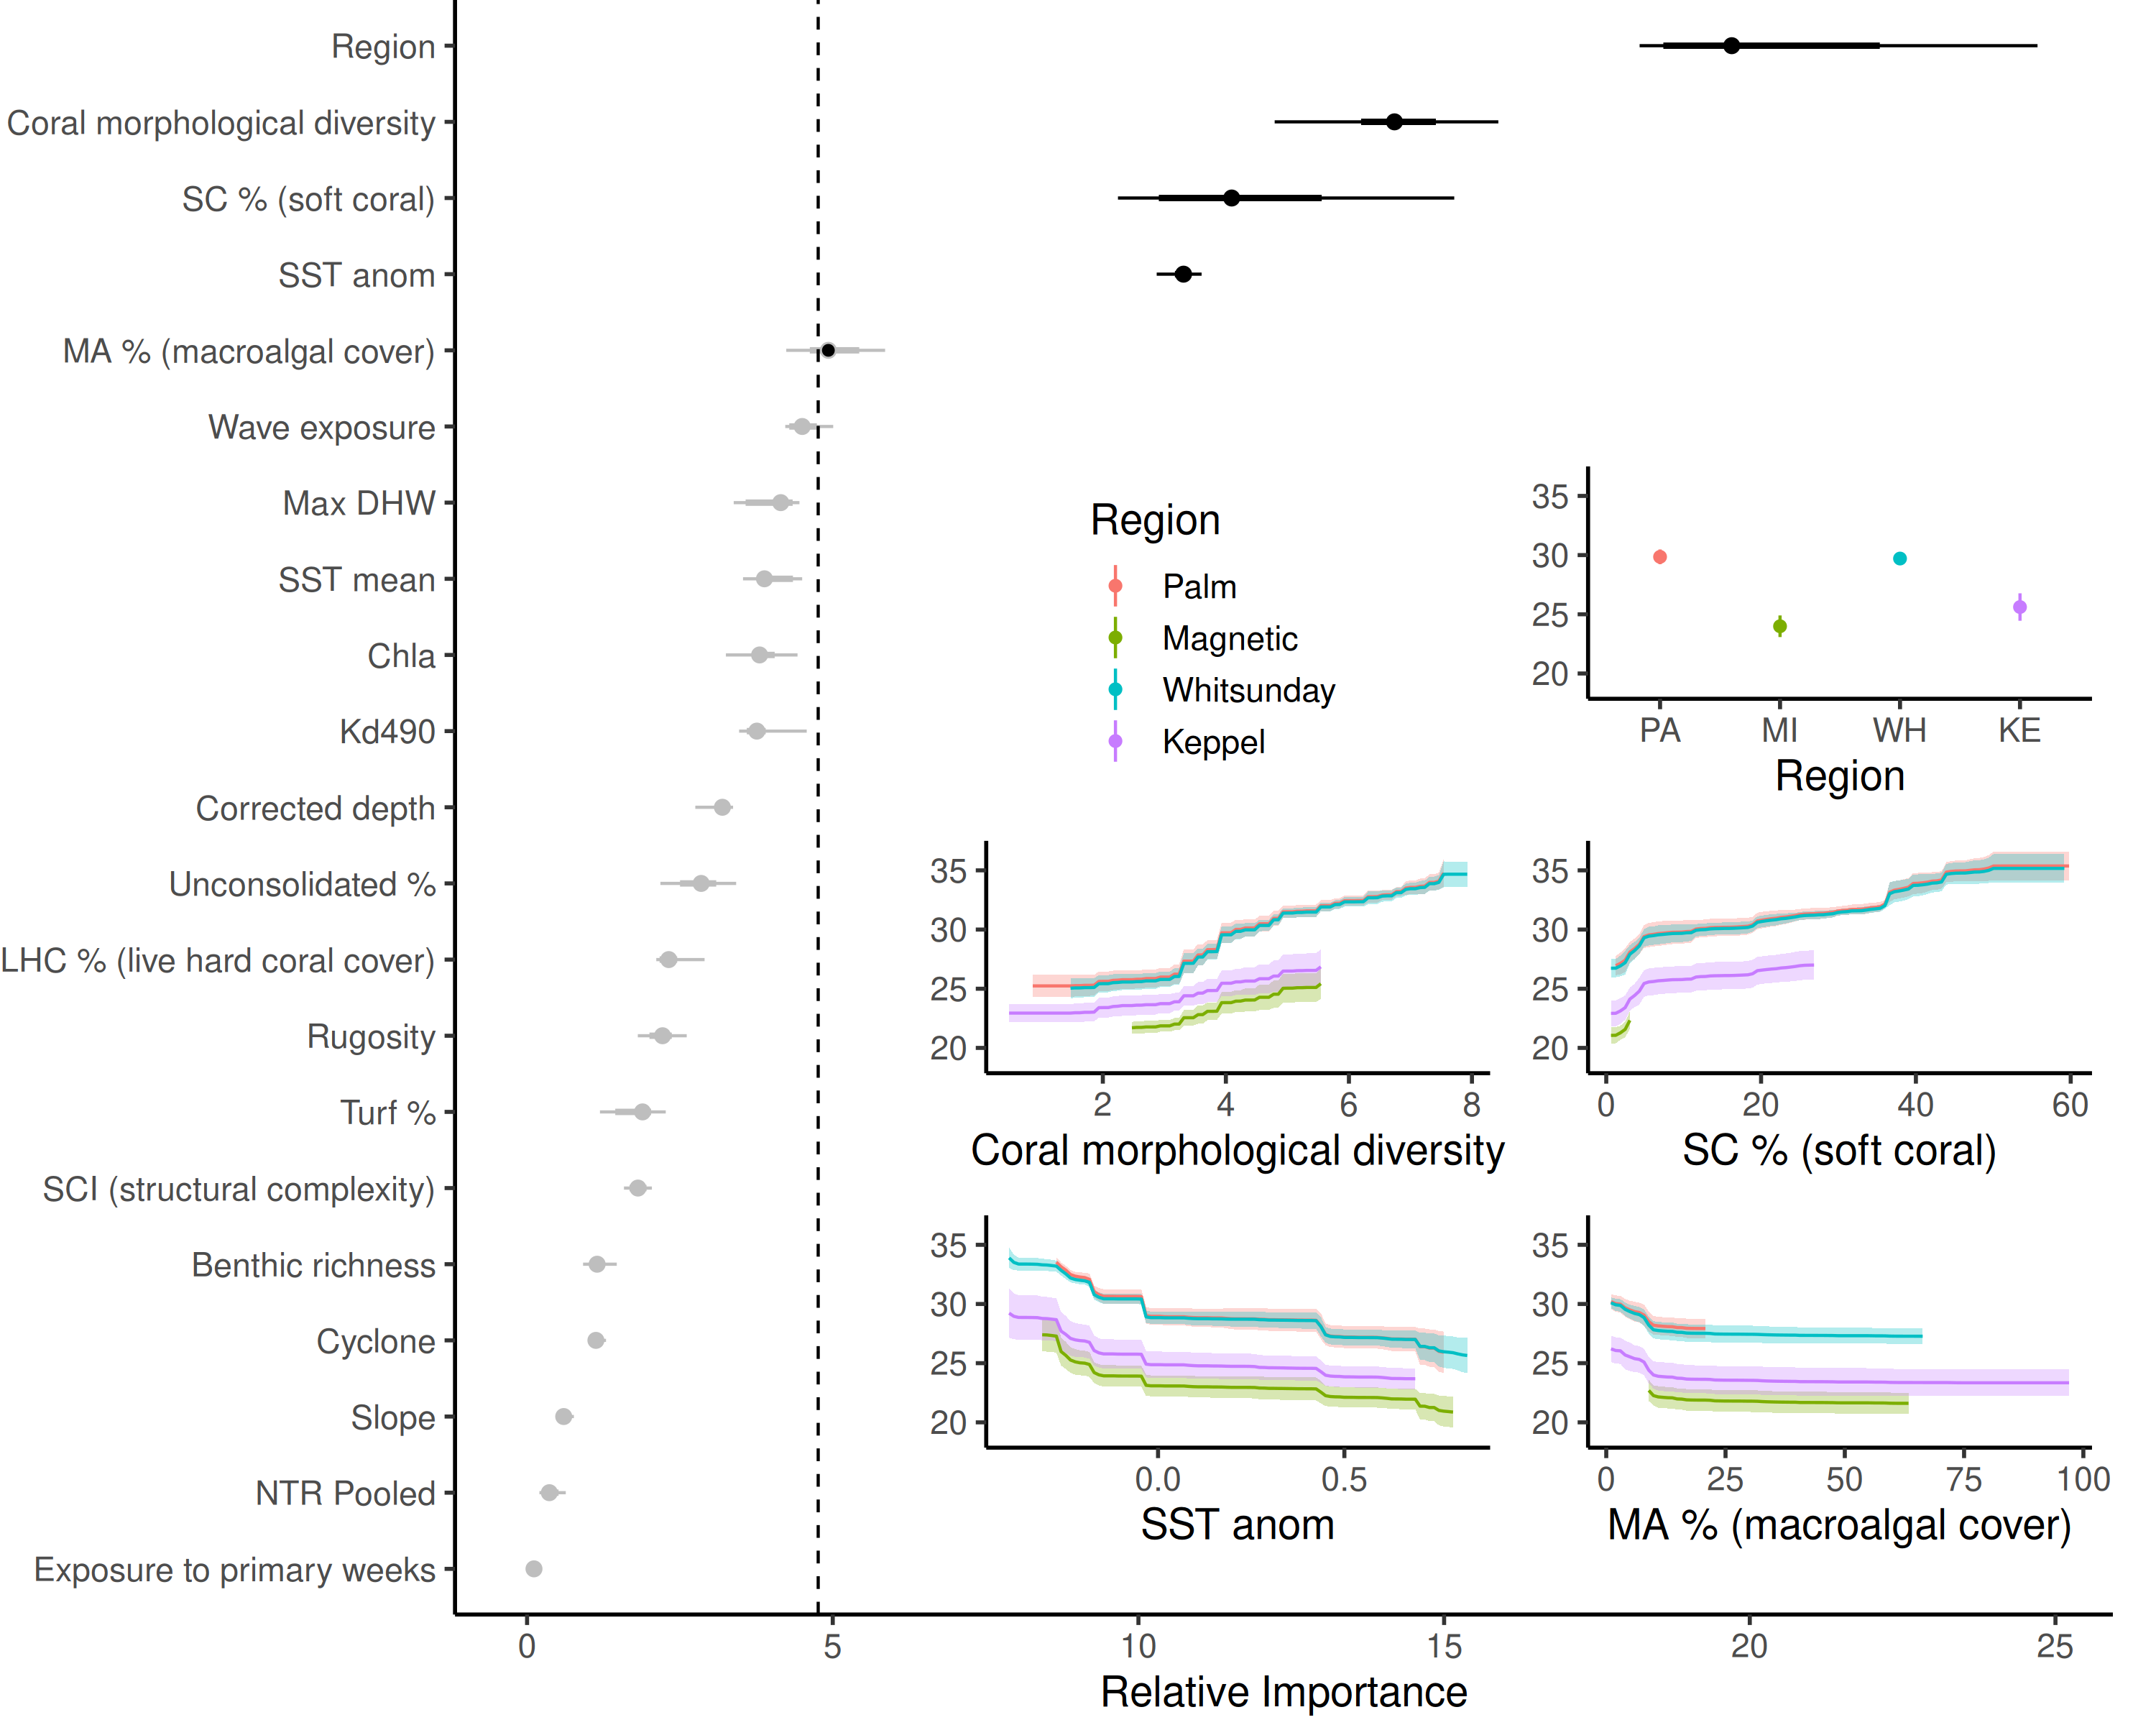 Region
Coral morphological diversity
SC % (soft coral)
SST anom
MA % (macroalgal cover)
Wave exposure
Max DHW
SST mean
Chla
Kd490
Corrected depth
Unconsolidated %
LHC % (live hard coral cover)
Rugosity
Turf %
SCI (structural complexity)
Benthic richness
Cyclone
Slope
NTR Pooled
Exposure to primary weeks
0 5 10 15 20 25
Relative Importance
Region
Palm
Magnetic
Whitsunday
Keppel
35
30
25
20
PA MI WH KE
Region
35
30
25
20
2 4 6 8
Coral morphological diversity
35
30
25
20
0 20 40 60
SC % (soft coral)
35
30
25
20
0.0 0.5
SST anom
35
30
25
20
0 25 50 75 100
MA % (macroalgal cover)